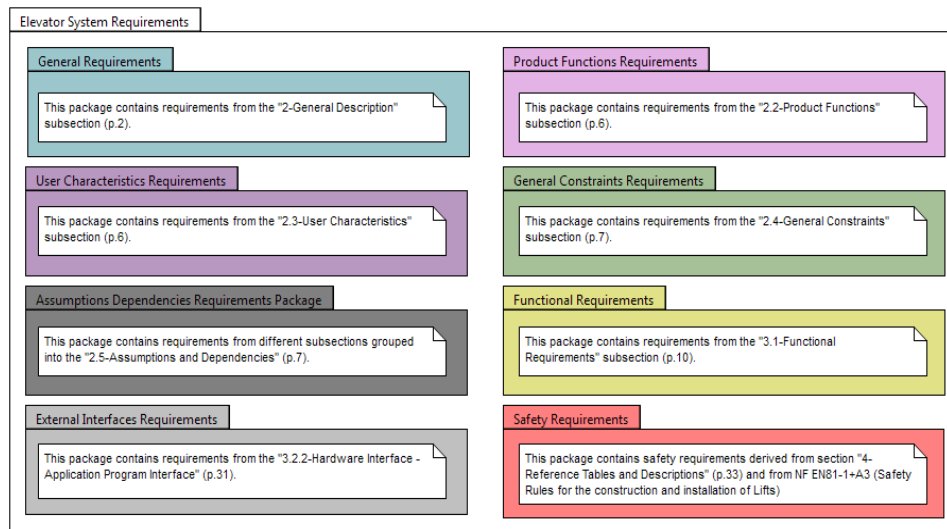 Elevator System Requirements
General Requirements
This package contains requirements from the "2-General Description"
subsection (p.2).
Product Functions Requirements
This package contains requirements from the "2.2-Product Functions"
subsection (p.6).
User Characteristics Requirements
This package contains requirements from the "2.3-User Characteristics"
subsection (p.6).
General Constraints Requirements
This package contains requirements from the "2.4-General Constraints"
subsection (p.7).
Assumptions Dependencies Requirements Package
This package contains requirements from different subsections grouped
into the "2.5-Assumptions and Dependencies" (p.7).
Functional Requirements
This package contains requirements from the "3.1-Functional
Requirements" subsection (p.10).
External Interfaces Requirements
This package contains requirements from the "3.2.2-Hardware Interface -
Application Program Interface" (p.31).
Safety Requirements
This package contains safety requirements derived from section "4-
Reference Tables and Descriptions" (p.33) and from NF EN81-1+A3 (Safety
Rules for the construction and installation of Lifts)